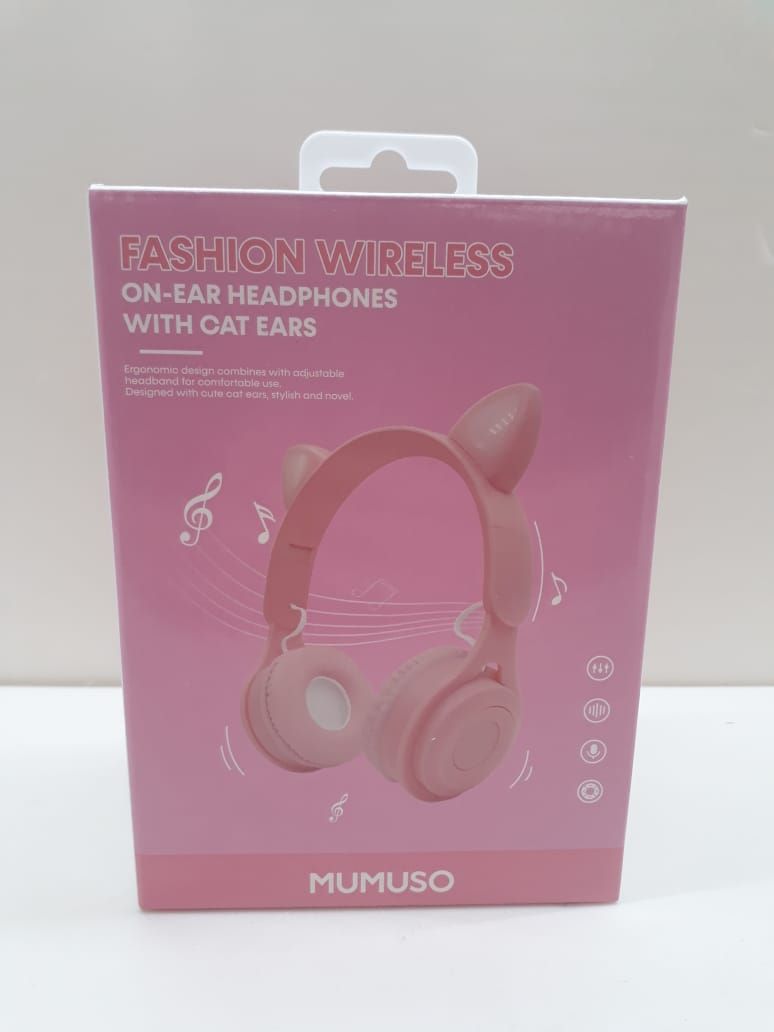 FASHION WIRELESS
ON-EAR HEADPHONES
WITH CAT EARS
Ergonomic design combines with adjustable
headband for comfortable use.
Designed with cute cat ears, stylish and novel.
MUMUSO